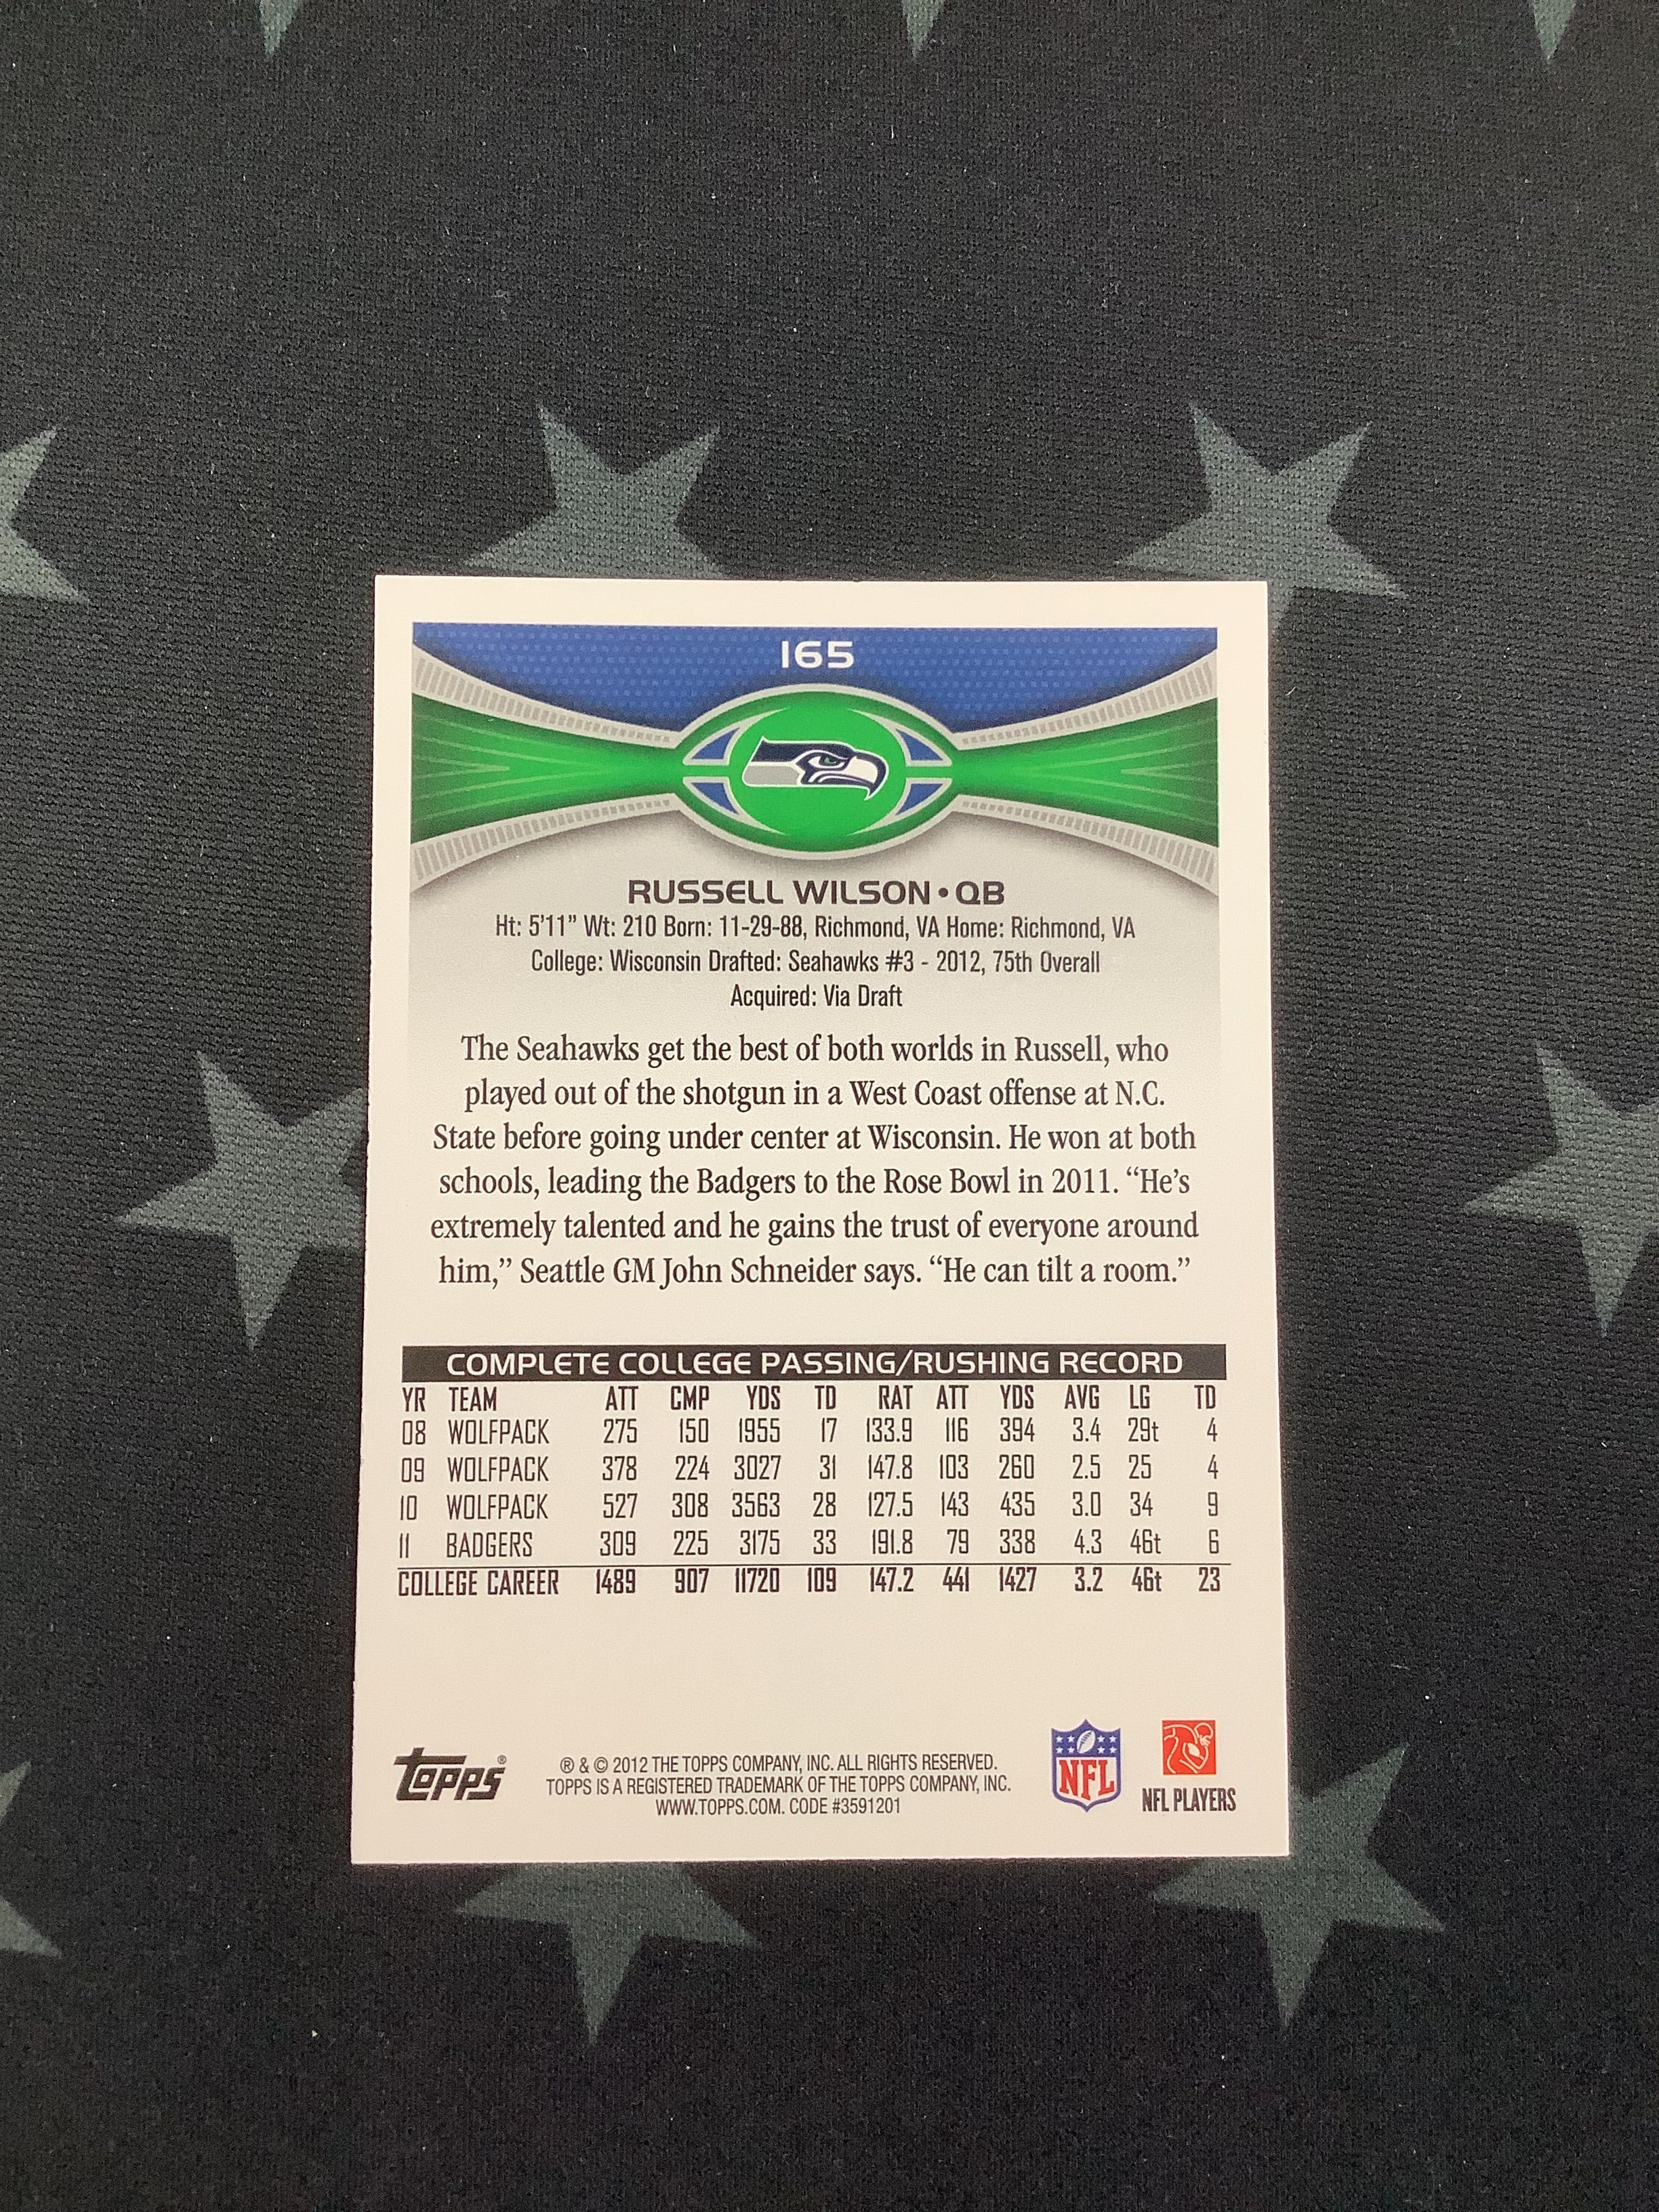 165
RUSSELL WILSON • QB
Ht: 5'11” Wt: 210 Born: 11-29-88, Richmond, VA Home: Richmond, VA
College: Wisconsin Drafted: Seahawks #3 - 2012, 75th Overall
Acquired: Via Draft
The Seahawks get the best of both worlds in Russell, who
played out of the shotgun in a West Coast offense at N.C.
State before going under center at Wisconsin. He won at both
schools, leading the Badgers to the Rose Bowl in 2011. “He’s
extremely talented and he gains the trust of everyone around
him,” Seattle GM John Schneider says. “He can tilt a room.”
COMPLETE COLLEGE PASSING/RUSHING RECORD
YR TEAM ATT CMP YDS TD RAT ATT YDS AVG LG TD
08 WOLFPACK 275 150 1955 17 133.9 116 394 3.4 29t 4
09 WOLFPACK 378 224 3027 31 147.8 103 260 2.5 25 4
10 WOLFPACK 527 308 3563 28 127.5 143 435 3.0 34 9
11 BADGERS 309 225 3175 33 191.8 79 338 4.3 46t 6
COLLEGE CAREER 1489 907 11720 109 147.2 441 1427 3.2 46t 23
topps®
® & © 2012 THE TOPPS COMPANY, INC. ALL RIGHTS RESERVED.
TOPPS IS A REGISTERED TRADEMARK OF THE TOPPS COMPANY, INC.
WWW.TOPPS.COM. CODE #3591201
NFL
NFL PLAYERS